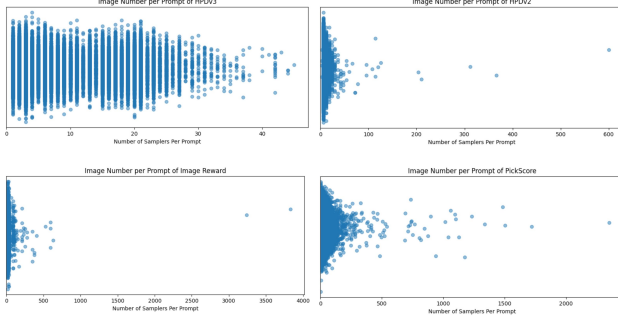 Image Number per Prompt of HPDv3
0 10 20 30 40
Number of Samplers Per Prompt
Image Number per Prompt of HPDv2
0 100 200 300 400 500 600
Number of Samplers Per Prompt
Image Number per Prompt of Image Reward
0 500 1000 1500 2000 2500 3000 3500 4000
Number of Samplers Per Prompt
Image Number per Prompt of PickScore
0 500 1000 1500 2000
Number of Samplers Per Prompt